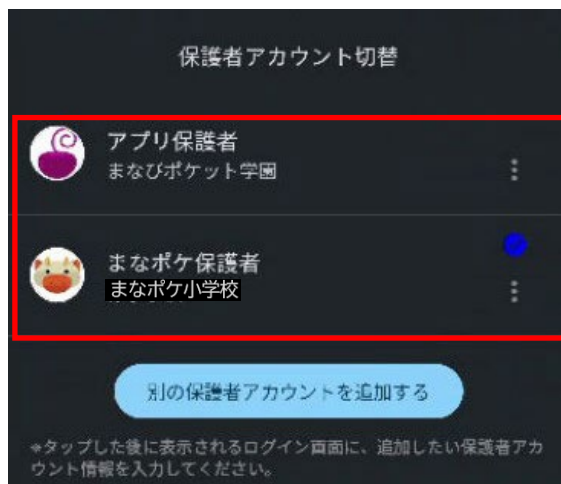 保護者アカウント切替
アプリ保護者
まなびポケット学園
まなポケ保護者
まなポケ小学校
別の保護者アカウントを追加する
※タップした後に表示されるログイン画面に、追加したい保護者アカ
ウント情報を入力してください。